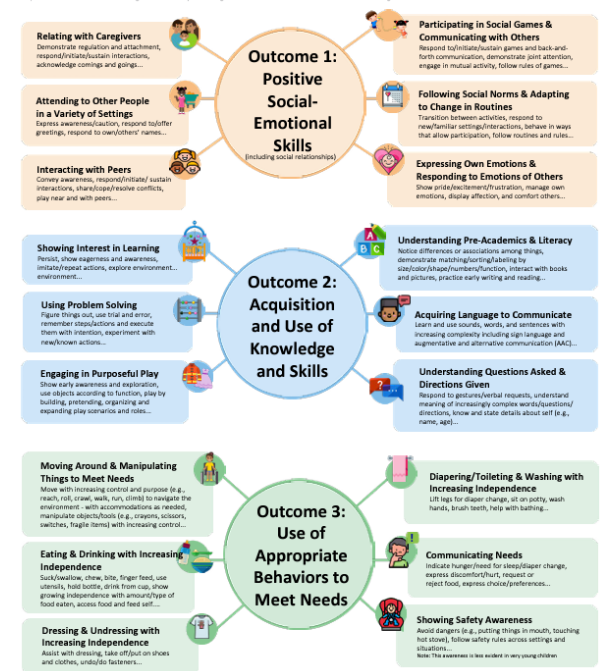 Relating with Caregivers
Demonstrate regulation and attachment,
respond/initiate/sustain interactions,
acknowledge comings and goings...
Attending to Other People
in a Variety of Settings
Express awareness/caution, respond to/offer
greetings, respond to own/others' names...
Interacting with Peers
Convey awareness, respond/initiate/ sustain
interactions, share/cope/resolve conflicts,
play near and with peers...
Outcome 1:
Positive
Social-
Emotional
Skills
(including social relationships)
Participating in Social Games &
Communicating with Others
Respond to/initiate/sustain games and back-and-
forth communication, demonstrate joint attention,
engage in mutual activity, follow rules of games...
Following Social Norms & Adapting
to Change in Routines
Transition between activities, respond to
new/familiar settings/interactions, behave in ways
that allow participation, follow routines and rules...
Expressing Own Emotions &
Responding to Emotions of Others
Show pride/excitement/frustration, manage own
emotions, display affection, and comfort others...
Showing Interest in Learning
Persist, show eagerness and awareness,
imitate/repeat actions, explore environment...
environment...
Using Problem Solving
Figure things out, use trial and error,
remember steps/actions and execute
them with intention, experiment with
new/known actions...
Engaging in Purposeful Play
Show early awareness and exploration,
use objects according to function, play by
building, pretending, organizing and
expanding play scenarios and roles...
Outcome 2:
Acquisition
and Use of
Knowledge
and Skills
A
B C
Understanding Pre-Academics & Literacy
Notice differences or associations among things,
demonstrate matching/sorting/labeling by
size/color/shape/numbers/function, interact with books
and pictures, practice early writing and reading...
Acquiring Language to Communicate
Learn and use sounds, words, and sentences with
increasing complexity including sign language and
augmentative and alternative communication (AAC)...
Understanding Questions Asked &
Directions Given
Respond to gestures/verbal requests, understand
meaning of increasingly complex words/questions/
directions, know and state details about self (e.g.,
name, age)...
Moving Around & Manipulating
Things to Meet Needs
Move with increasing control and purpose (e.g.,
reach, roll, crawl, walk, run, climb) to navigate the
environment - with accommodations as needed,
manipulate objects/tools (e.g., crayons, scissors,
switches, fragile items) with increasing control...
Eating & Drinking with Increasing
Independence
Suck/swallow, chew, bite, finger feed, use
utensils, hold bottle, drink from cup, show
growing independence with amount/type of
food eaten, access food and feed self...
Dressing & Undressing with
Increasing Independence
Assist with dressing, take off/put on shoes
and clothes, undo/do fasteners...
Outcome 3:
Use of
Appropriate
Behaviors to
Meet Needs
Diapering/Toileting & Washing with
Increasing Independence
Lift legs for diaper change, sit on potty, wash
hands, brush teeth, help with bathing...
Communicating Needs
Indicate hunger/need for sleep/diaper change,
express discomfort/hurt, request or
reject food, express choice/preferences...
Showing Safety Awareness
Avoid dangers (e.g., putting things in mouth, touching
hot stove), follow safety rules across settings and
situations...
Note: This awareness is less evident in very young children